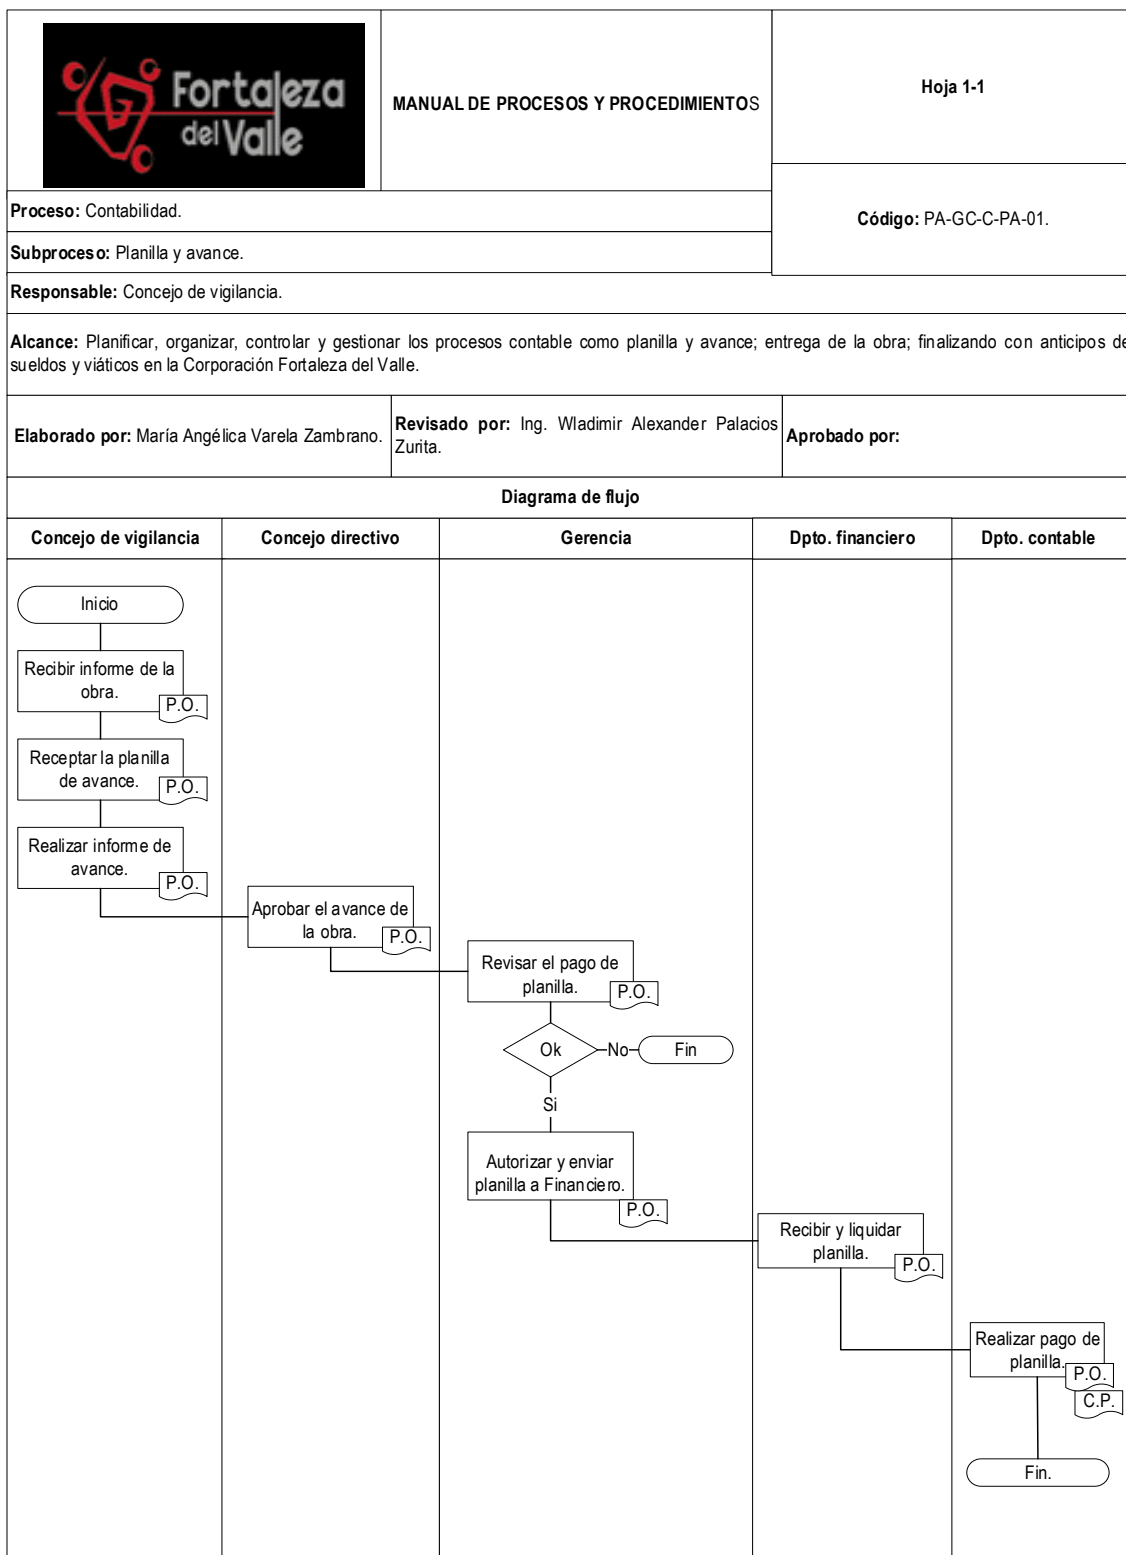 Fortaleza
del Valle
MANUAL DE PROCESOS Y PROCEDIMIENTOS
Hoja 1-1
Proceso: Contabilidad.
Código: PA-GC-C-PA-01.
Subproceso: Planilla y avance.
Responsable: Concejo de vigilancia.
Alcance: Planificar, organizar, controlar y gestionar los procesos contable como planilla y avance; entrega de la obra; finalizando con anticipos de
sueldos y viáticos en la Corporación Fortaleza del Valle.
Elaborado por: María Angélica Varela Zambrano.
Revisado por: Ing. Wladimir Alexander Palacios
Zurita.
Aprobado por:
Diagrama de flujo
Concejo de vigilancia
Concejo directivo
Gerencia
Dpto. financiero
Dpto. contable
Inicio
Recibir informe de la
obra.
P.O.
Receptar la planilla
de avance.
P.O.
Realizar informe de
avance.
P.O.
Aprobar el avance de
la obra.
P.O.
Revisar el pago de
planilla.
P.O.
Ok
No
Fin
Si
Autorizar y enviar
planilla a Financiero.
P.O.
Recibir y liquidar
planilla.
P.O.
Realizar pago de
planilla.
P.O.
C.P.
Fin.